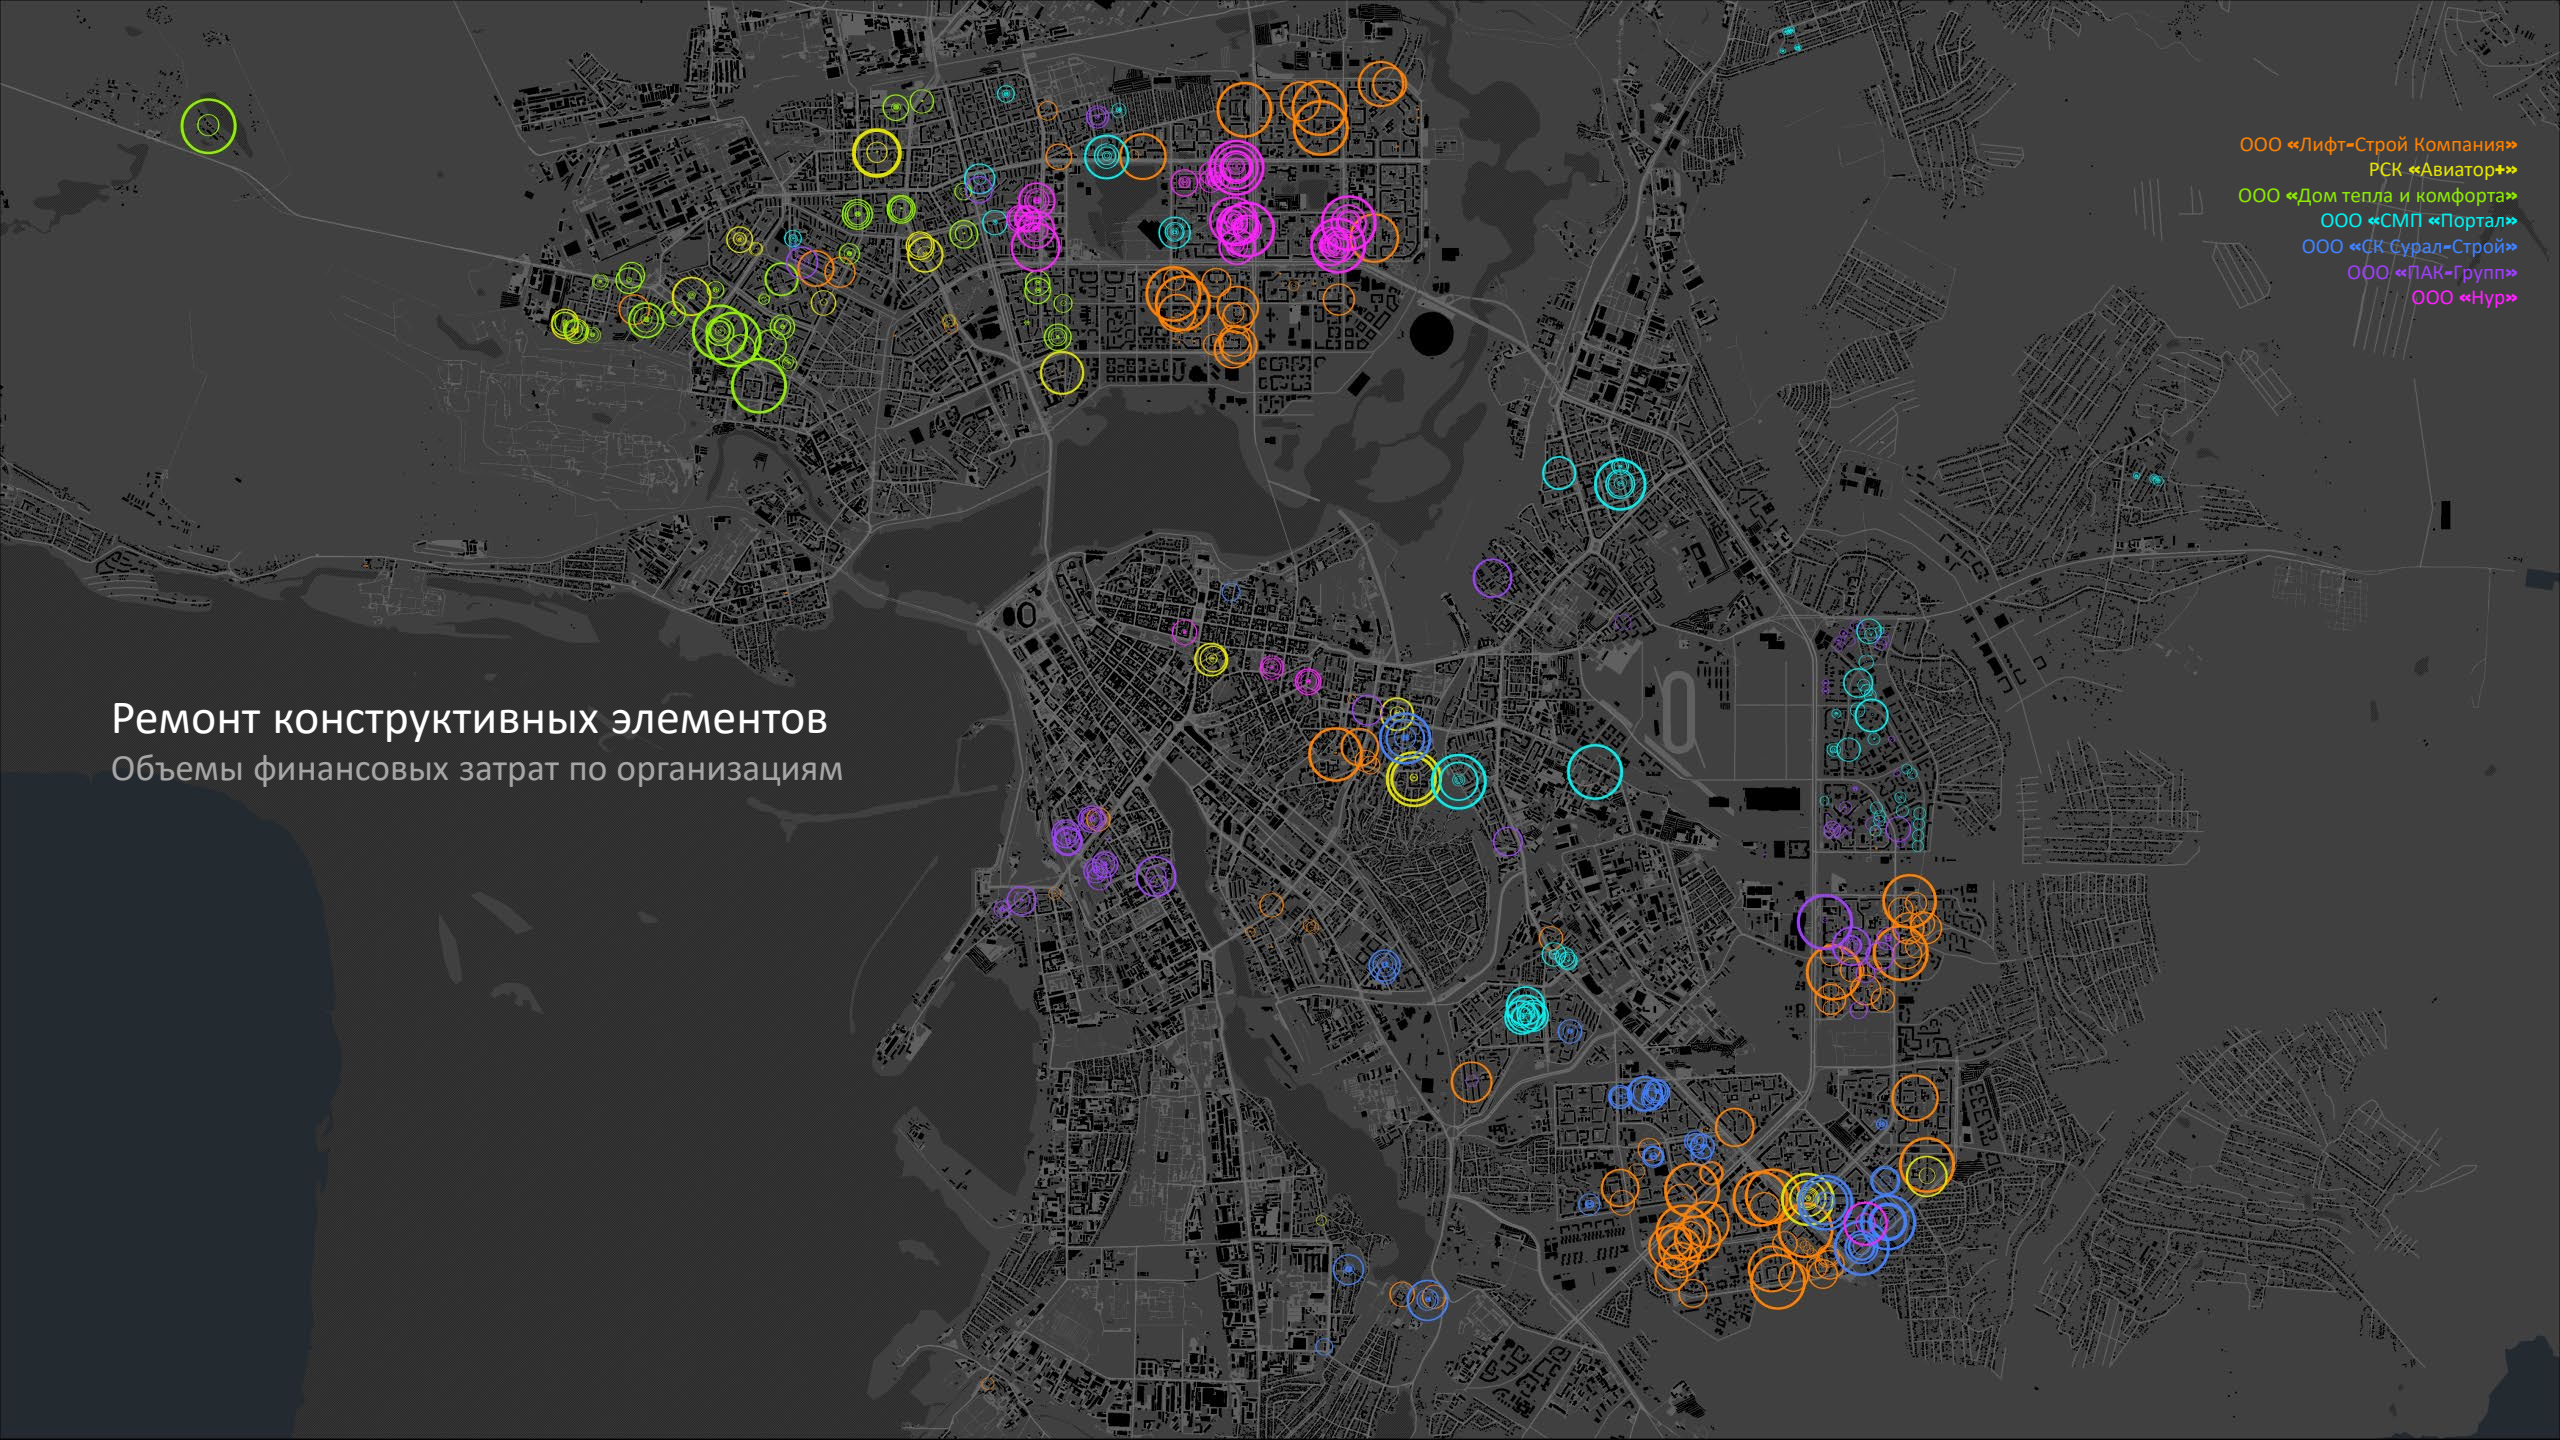 ООО «Лифт-Строй Компания»
РСК «Авиатор+»
ООО «Дом тепла и комфорта»
ООО «СМП «Портал»
ООО «СК Сурал-Строй»
ООО «ПАК-Групп»
ООО «Нур»
Ремонт конструктивных элементов
Объемы финансовых затрат по организациям